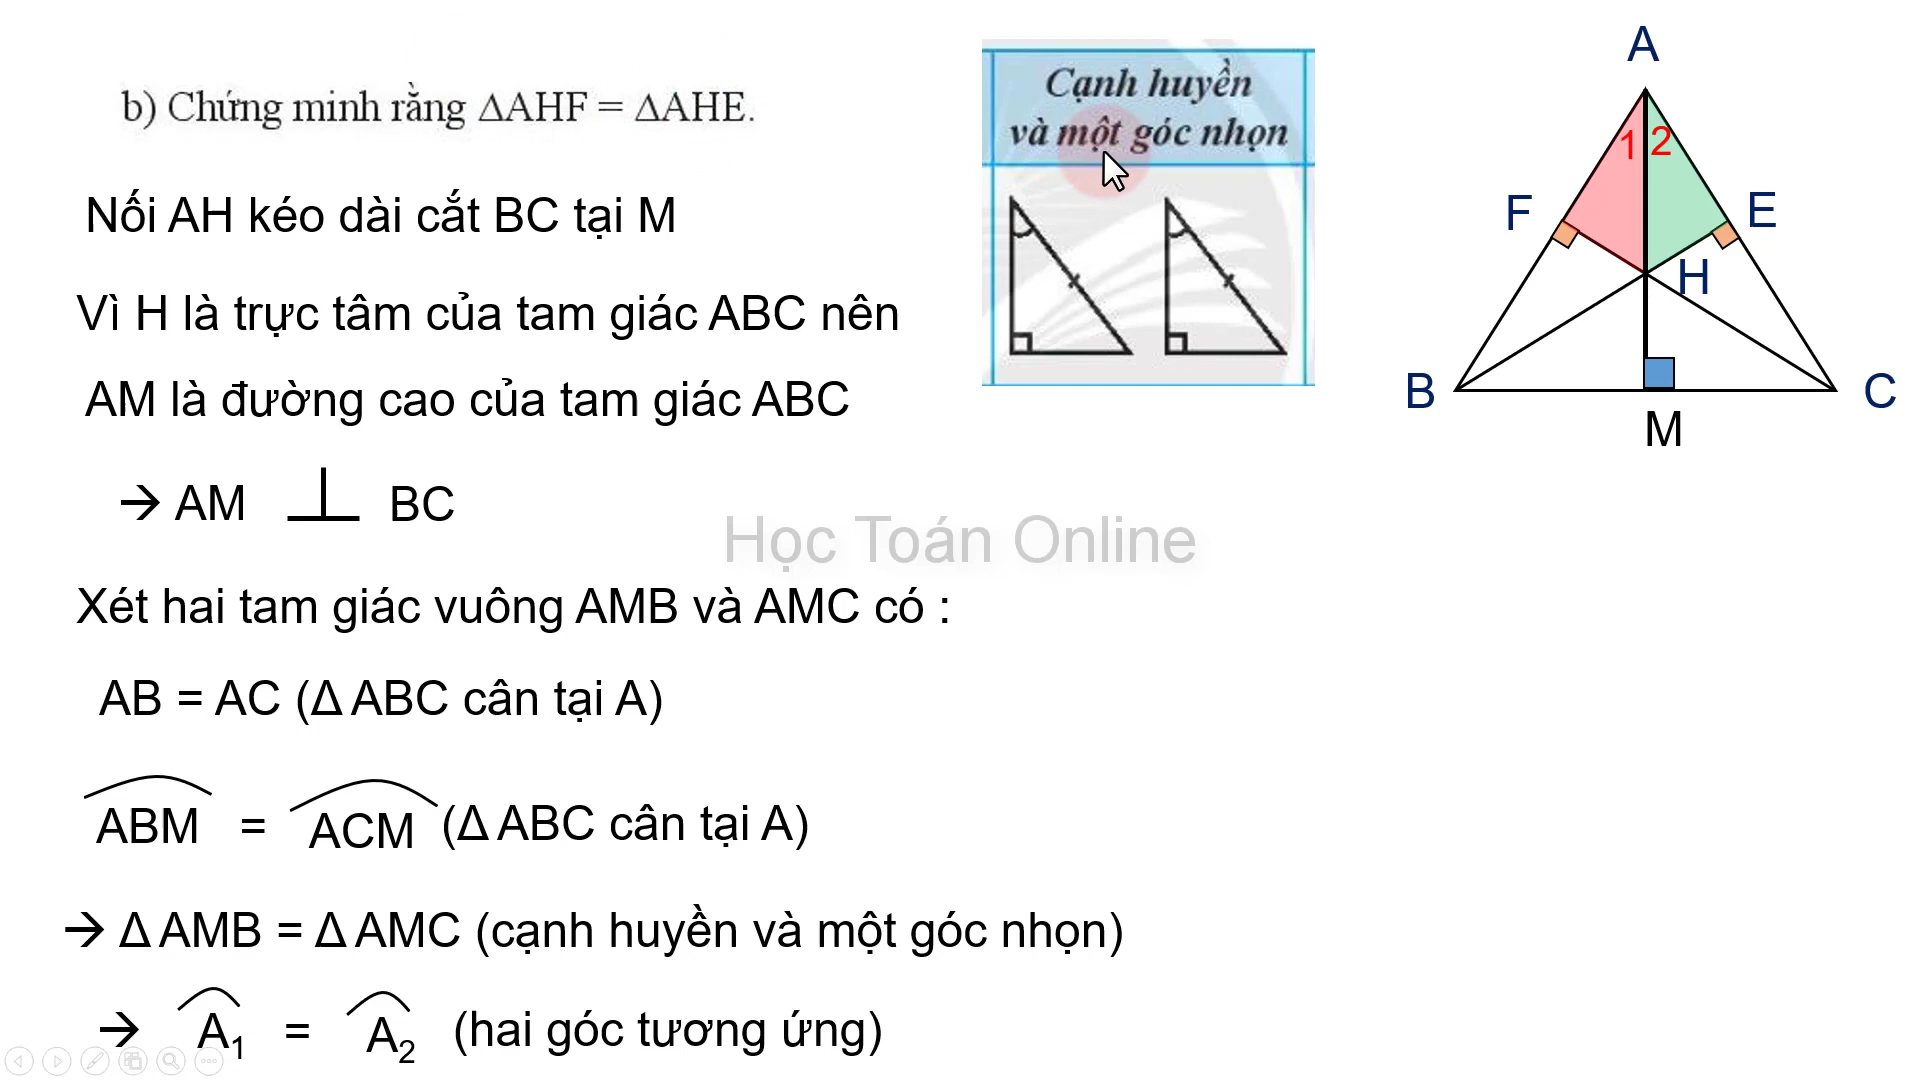 b) Chứng minh rằng ΔAHF = ΔAHE.
Nối AH kéo dài cắt BC tại M
Vì H là trực tâm của tam giác ABC nên
AM là đường cao của tam giác ABC
→ AM ⊥ BC
Xét hai tam giác vuông AMB và AMC có :
AB = AC (Δ ABC cân tại A)
ABM = ACM (Δ ABC cân tại A)
→ Δ AMB = Δ AMC (cạnh huyền và một góc nhọn)
→ A1 = A2 (hai góc tương ứng)
Cạnh huyền
và một góc nhọn
A
1 2
F E
H
B C
M
Học Toán Online